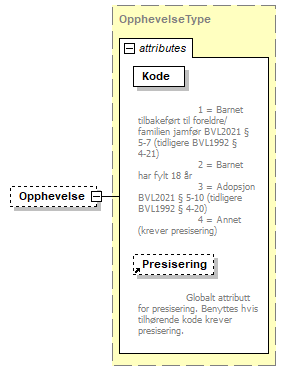 OpphevelseType
attributes
Kode
1 = Barnet
tilbakeført til foreldre/
familien jamfør BVL2021 §
5-7 (tidligere BVL1992 §
4-21)
2 = Barnet
har fylt 18 år
3 = Adopsjon
BVL2021 § 5-10 (tidligere
BVL1992 § 4-20)
4 = Annet
(krever presisering)
Opphevelse
Presisering
Globalt attributt
for presisering. Benyttes hvis
tilhørende kode krever
presisering.